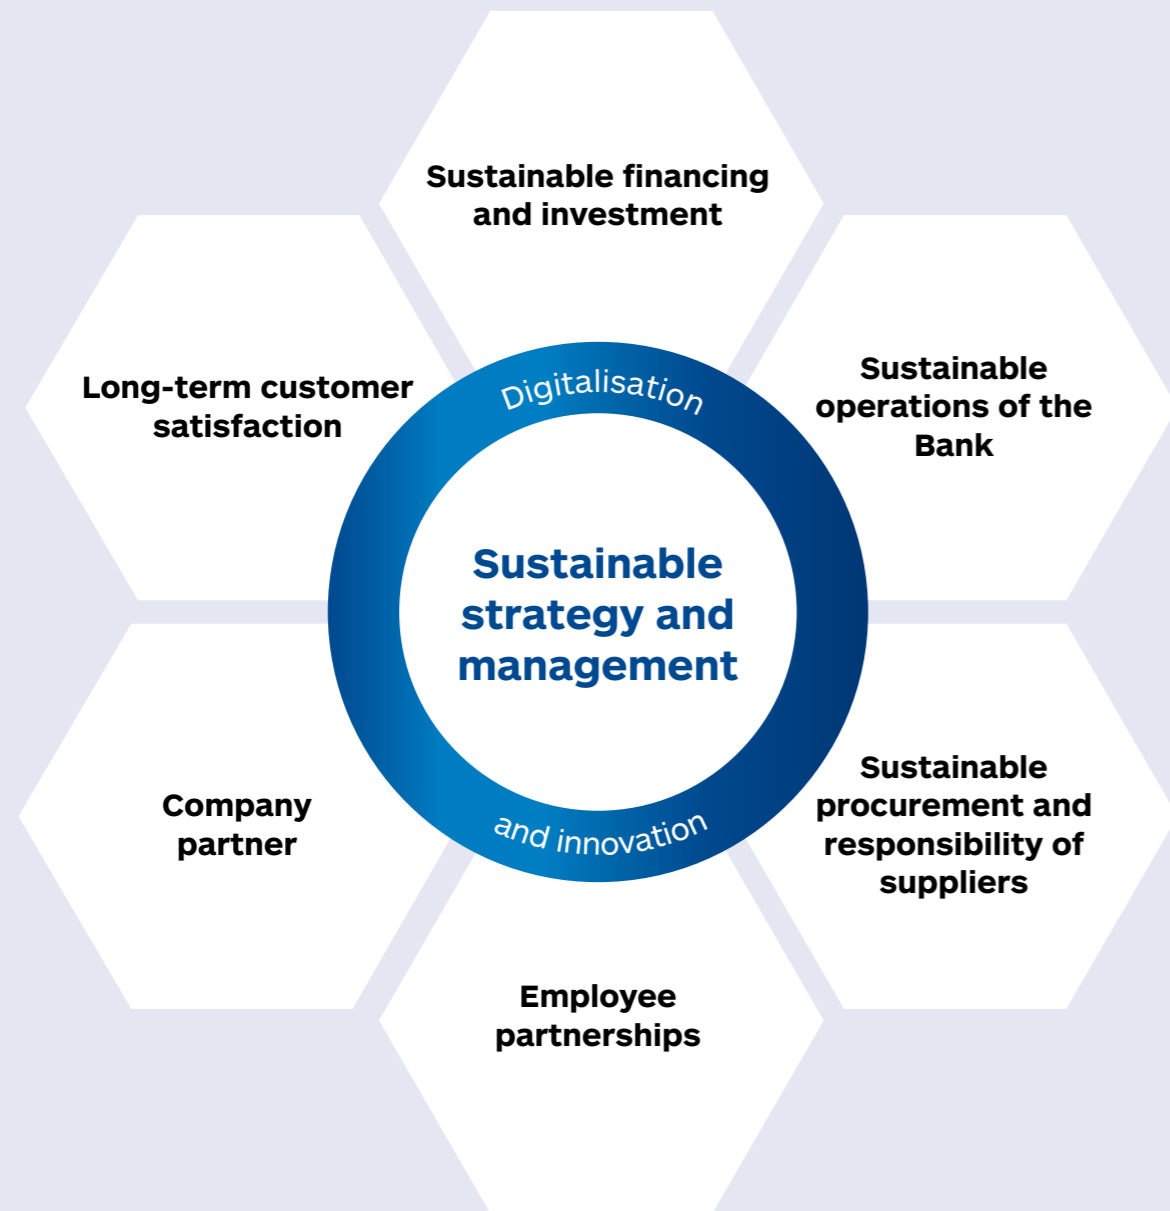 Sustainable financing
and investment
Long-term customer
satisfaction
Sustainable
operations of the
Bank
Digitalisation
Sustainable
strategy and
management
and innovation
Company
partner
Sustainable
procurement and
responsibility of
suppliers
Employee
partnerships